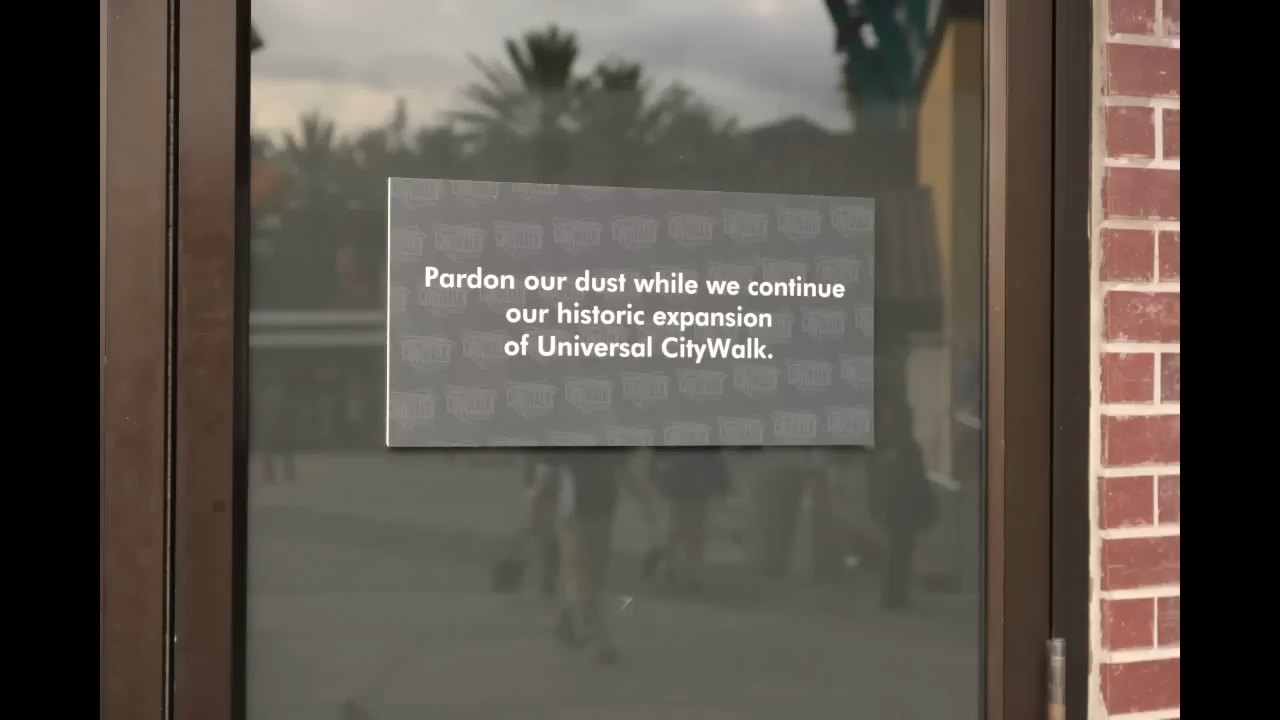 Pardon our dust while we continue
our historic expansion
of Universal CityWalk.